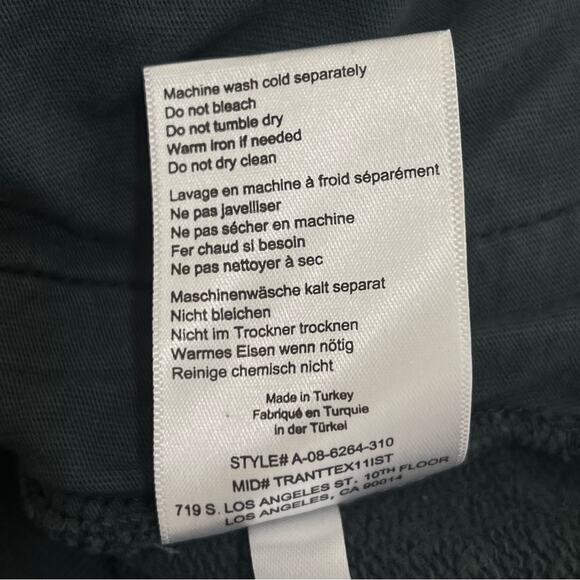 Machine wash cold separately
Do not bleach
Do not tumble dry
Warm Iron if needed
Do not dry clean
Lavage en machine à froid séparément
Ne pas javelliser
Ne pas sécher en machine
Fer chaud si besoin
Ne pas nettoyer à sec
Maschinenwäsche kalt separat
Nicht bleichen
Nicht im Trockner trocknen
Warmes Eisen wenn nötig
Reinige chemisch nicht
Made in Turkey
Fabriqué en Turquie
in der Türkei
STYLE# A-08-6264-310
MID# TRANTTEX11IST
719 S. LOS ANGELES ST. 10TH FLOOR
LOS ANGELES, CA 90014